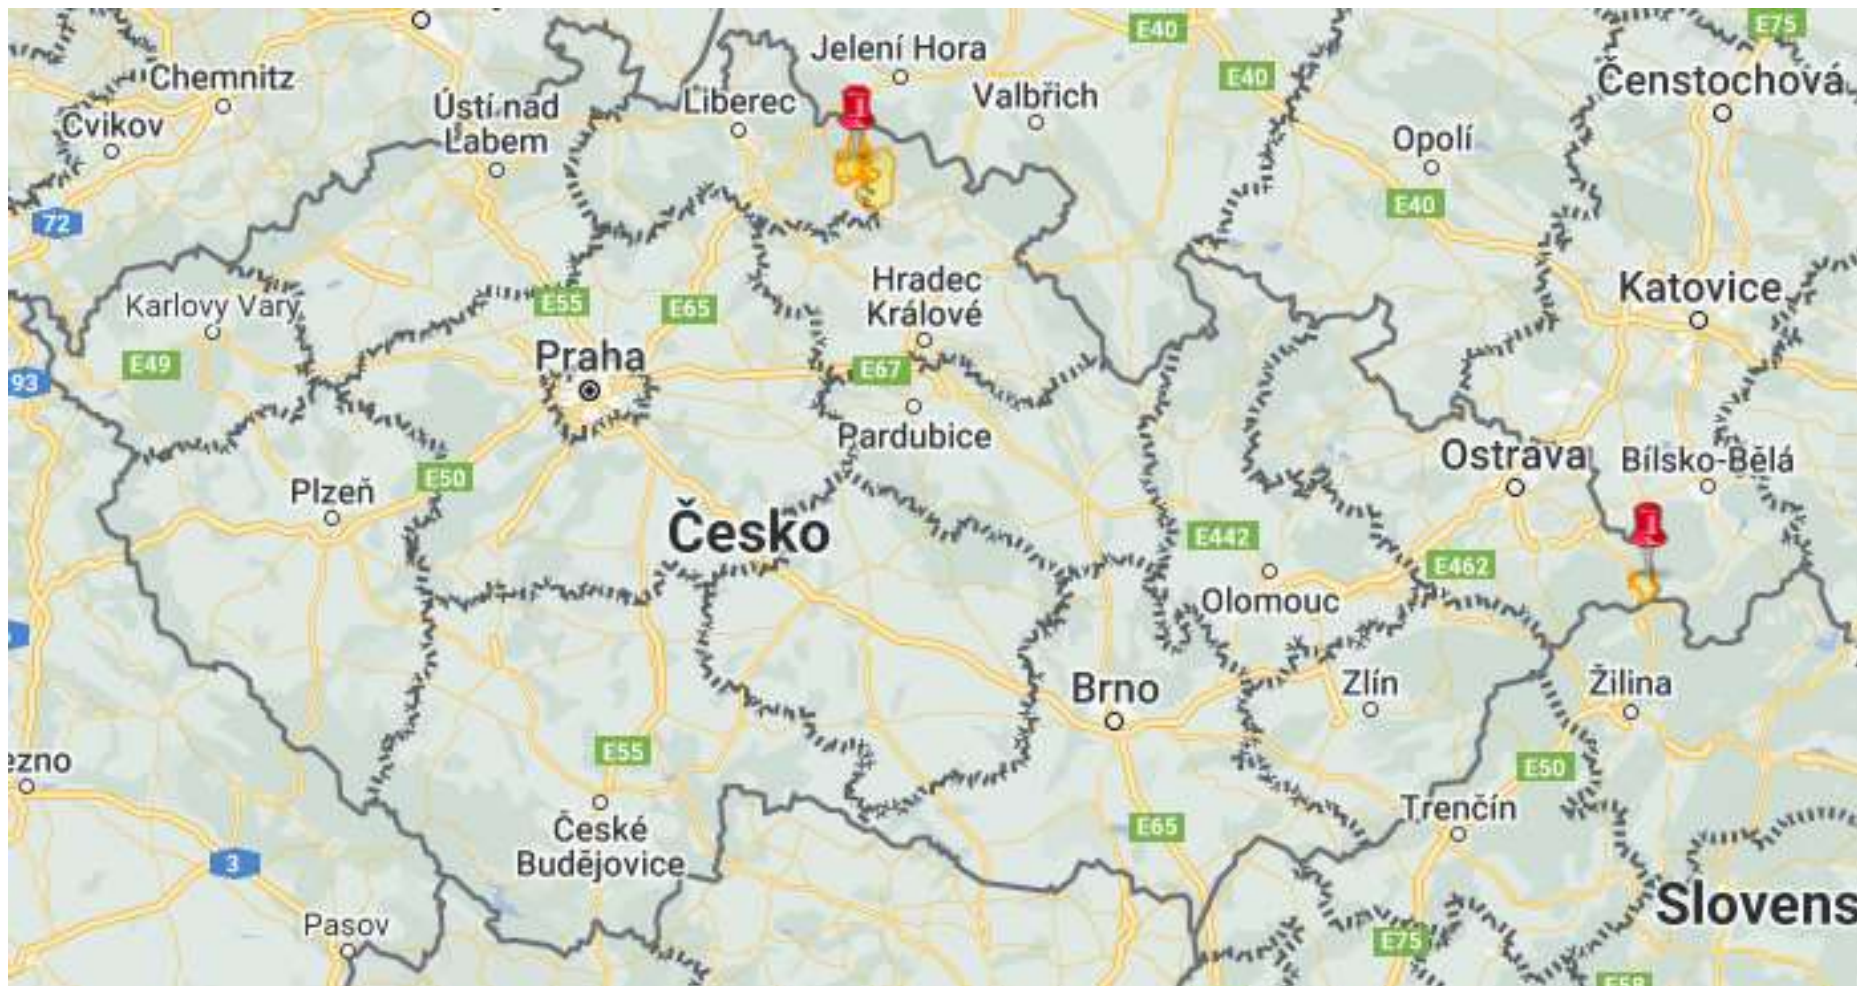 E40
E75
Jelení Hora
Chemnitz
Ústí nad
Labem
Liberec
Valbřich
E40
Čenstochová
Cvikov
Opolí
72
E40
Karlovy Vary
E55
E65
Hradec
Králové
Katovice
E49
Praha
E67
93
Pardubice
Plzeň
E50
Ostrava
Bílsko-Bělá
Česko
E442
E462
Olomouc
Brno
Zlín
Žilina
E55
E50
ezno
České
Budějovice
E65
Trenčín
3
Pasov
Slovens
E75